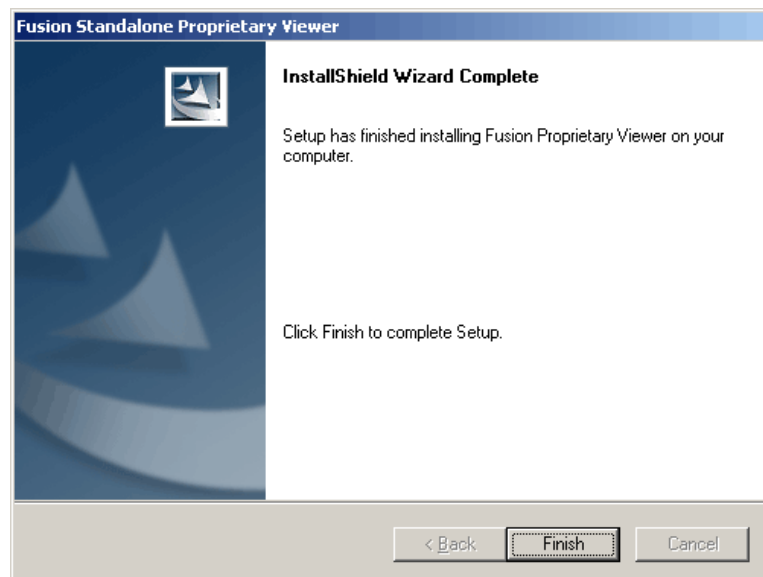 Fusion Standalone Proprietary Viewer
InstallShield Wizard Complete
Setup has finished installing Fusion Proprietary Viewer on your
computer.
Click Finish to complete Setup.
< Back
Finish
Cancel